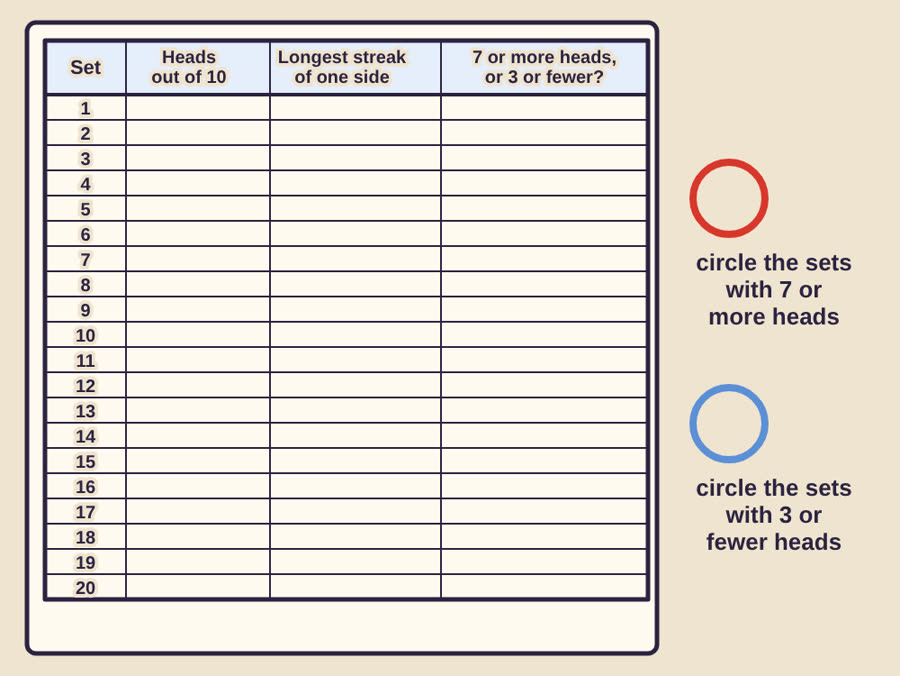 Set
Heads
out of 10
Longest streak
of one side
7 or more heads,
or 3 or fewer?
1
2
3
4
5
6
7
8
9
10
11
12
13
14
15
16
17
18
19
20
circle the sets
with 7 or
more heads
circle the sets
with 3 or
fewer heads